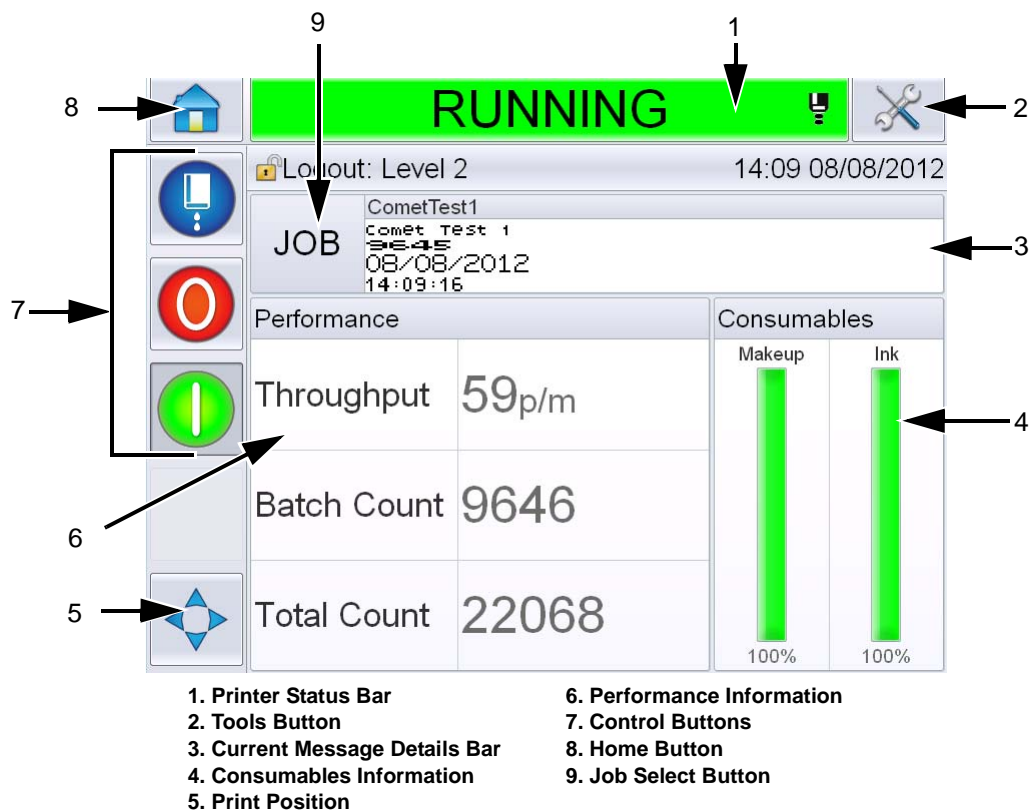 9
1
8
RUNNING
2
Logout: Level 2
14:09 08/08/2012
CometTest1
JOB
Comet Test 1
9645
08/08/2012
14:09:16
3
7
Performance
Consumables
Makeup
Ink
Throughput
59p/m
4
Batch Count
9646
6
5
Total Count
22068
100%
100%
1. Printer Status Bar
2. Tools Button
3. Current Message Details Bar
4. Consumables Information
5. Print Position
6. Performance Information
7. Control Buttons
8. Home Button
9. Job Select Button